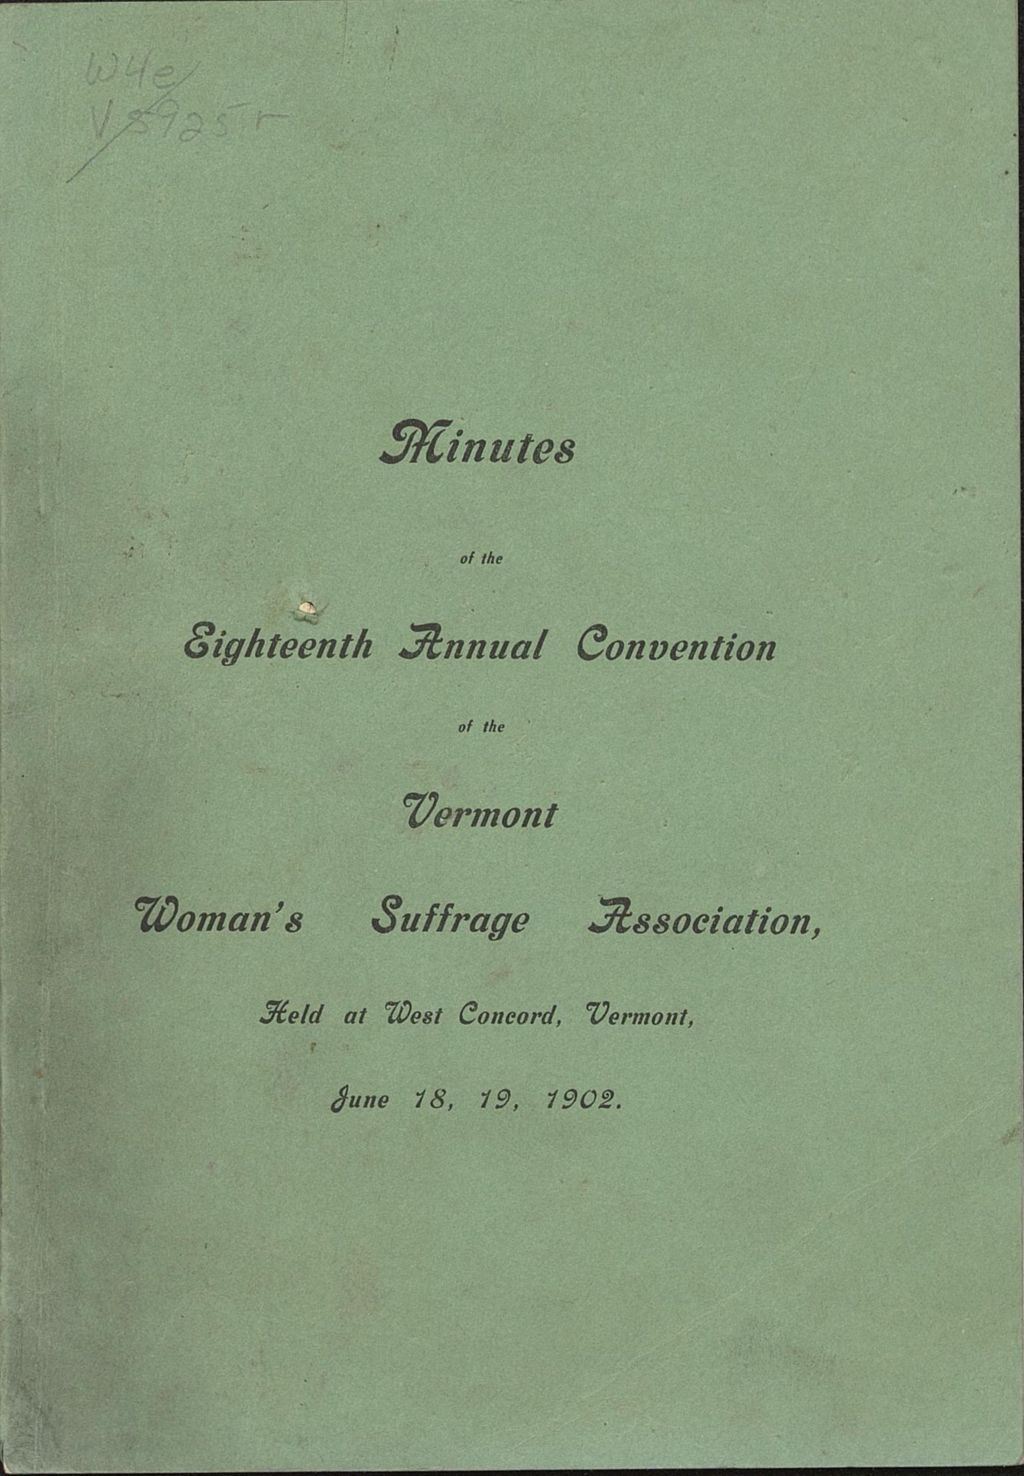 W4e
V5925r
Minutes
of the
Eighteenth Annual Convention
of the
Vermont
Woman's Suffrage Association,
Held at West Concord, Vermont,
June 18, 19, 1902.